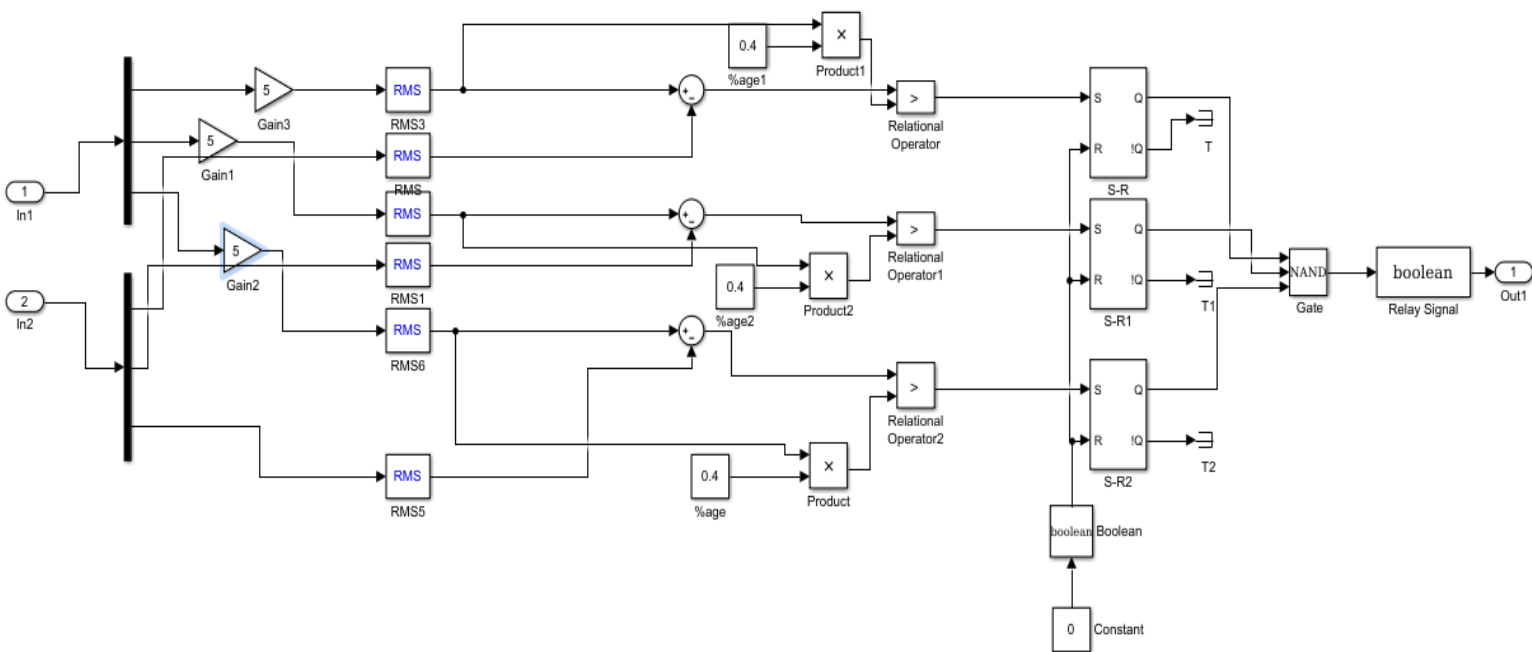 0.4
×
%age1
Product1
5
Gain3
RMS
RMS3
+
−
>
Relational
Operator
S
Q
R
!Q
S-R
T
5
Gain1
RMS
RMS
1
In1
RMS
RMS1
+
−
>
Relational
Operator1
S
Q
R
!Q
S-R1
T1
5
Gain2
RMS
0.4
%age2
×
Product2
NAND
Gate
boolean
Relay Signal
1
Out1
2
In2
RMS
RMS6
+
−
>
Relational
Operator2
S
Q
R
!Q
S-R2
T2
RMS
RMS5
0.4
%age
×
Product
boolean
Boolean
0
Constant